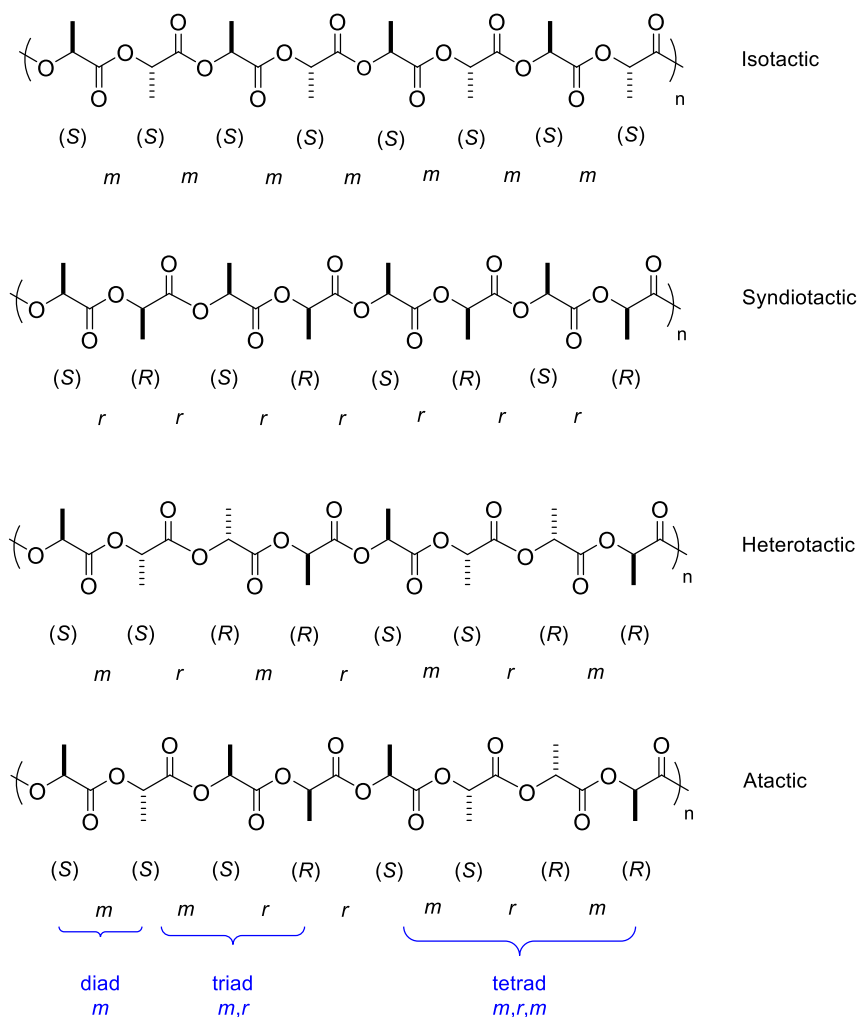 O O O O O O O O
O O O O O O O O
n
Isotactic
(S) (S) (S) (S) (S) (S) (S) (S)
m m m m m m m
O O O O O O O O
O O O O O O O O
n
Syndiotactic
(S) (R) (S) (R) (S) (R) (S) (R)
r r r r r r r
O O O O O O O O
O O O O O O O O
n
Heterotactic
(S) (S) (R) (R) (S) (S) (R) (R)
m r m r m r m
O O O O O O O O
O O O O O O O O
n
Atactic
(S) (S) (S) (R) (S) (S) (R) (R)
m m r r m r m
diad triad tetrad
m m,r m,r,m